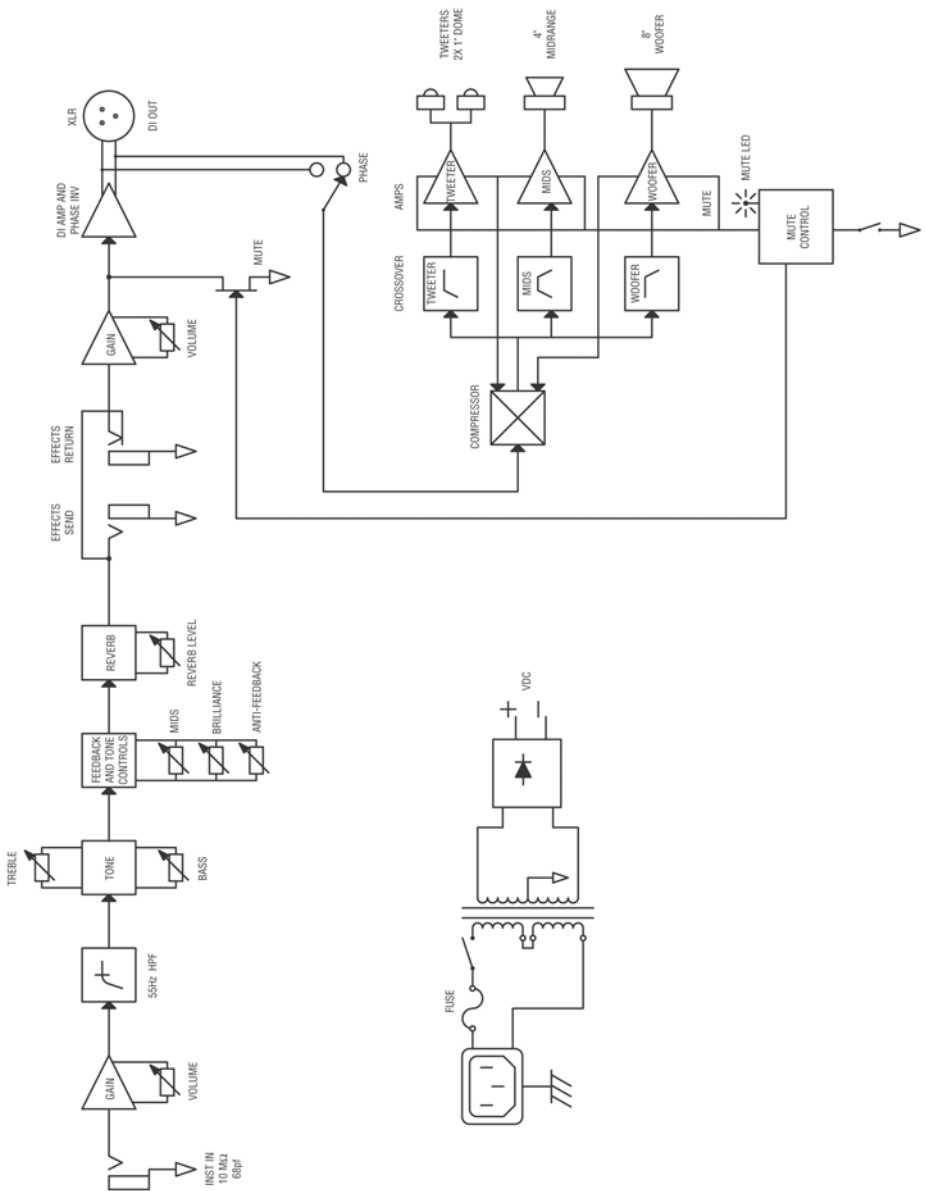 INST IN
10 MΩ
68pf
GAIN
VOLUME
55Hz HPF
TREBLE
TONE
BASS
FEEDBACK
AND TONE
CONTROLS
MIDS
BRILLIANCE
ANTI-FEEDBACK
REVERB
REVERB LEVEL
EFFECTS
SEND
EFFECTS
RETURN
GAIN
VOLUME
MUTE
DI AMP AND
PHASE INV
XLR
DI OUT
PHASE
COMPRESSOR
CROSSOVER
TWEETER
MIDS
WOOFER
AMPS
TWEETER
MIDS
WOOFER
TWEETERS
2X 1" DOME
4"
MIDRANGE
8"
WOOFER
MUTE
MUTE LED
MUTE
CONTROL
FUSE
+
VDC
–